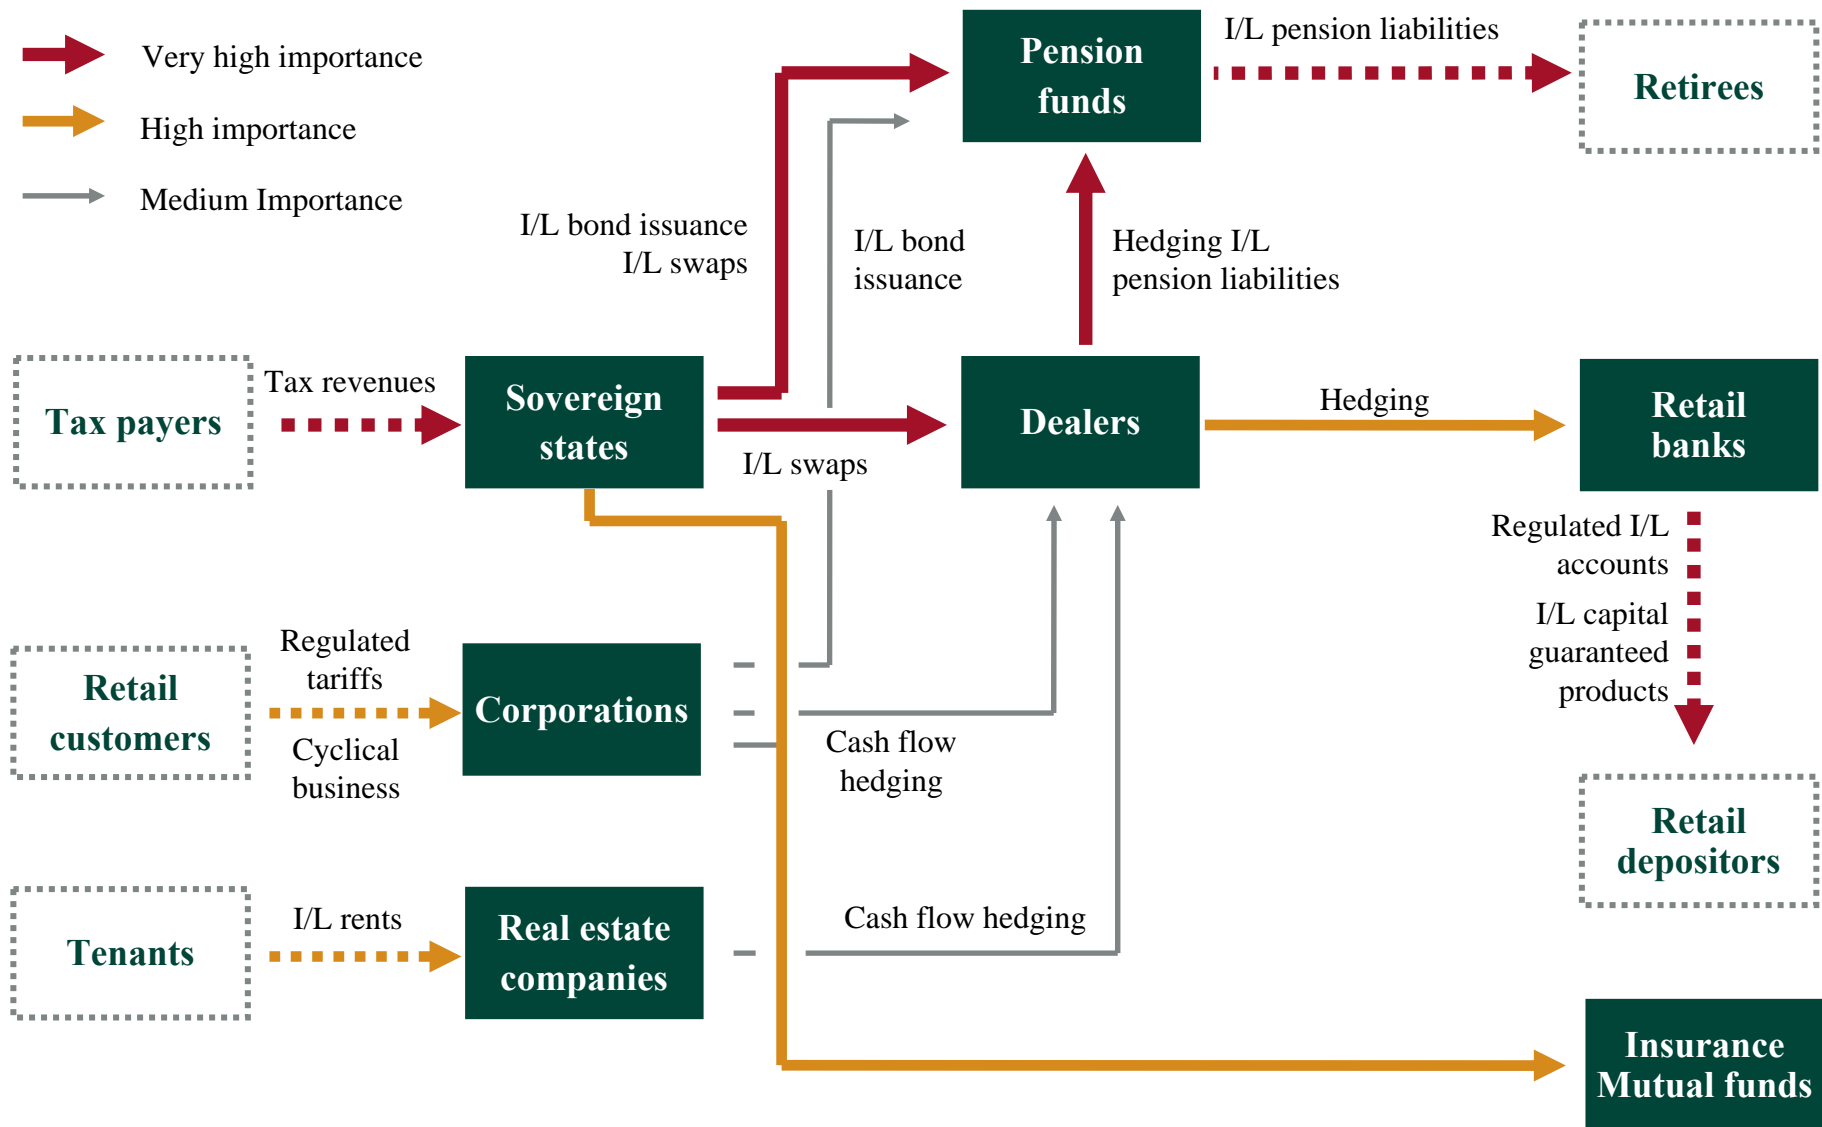 Very high importance
High importance
Medium Importance
Pension
funds
I/L pension liabilities
Retirees
I/L bond issuance
I/L swaps
I/L bond
issuance
Hedging I/L
pension liabilities
Tax payers
Tax revenues
Sovereign
states
I/L swaps
Dealers
Hedging
Retail
banks
Regulated I/L
accounts
I/L capital
guaranteed
products
Retail
customers
Regulated
tariffs
Cyclical
business
Corporations
Cash flow
hedging
Retail
depositors
Tenants
I/L rents
Real estate
companies
Cash flow hedging
Insurance
Mutual funds